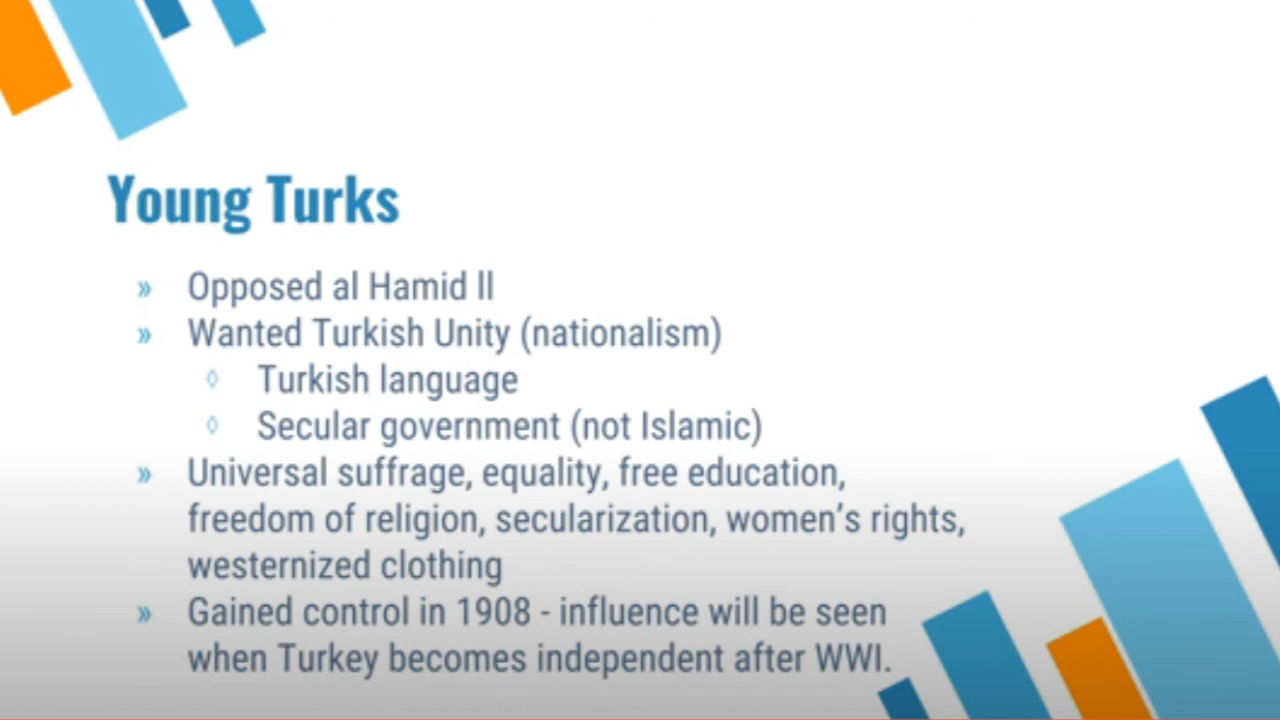 Young Turks
» Opposed al Hamid ll
» Wanted Turkish Unity (nationalism)
◊ Turkish language
◊ Secular government (not Islamic)
» Universal suffrage, equality, free education,
freedom of religion, secularization, women’s rights,
westernized clothing
» Gained control in 1908 - influence will be seen
when Turkey becomes independent after WWI.